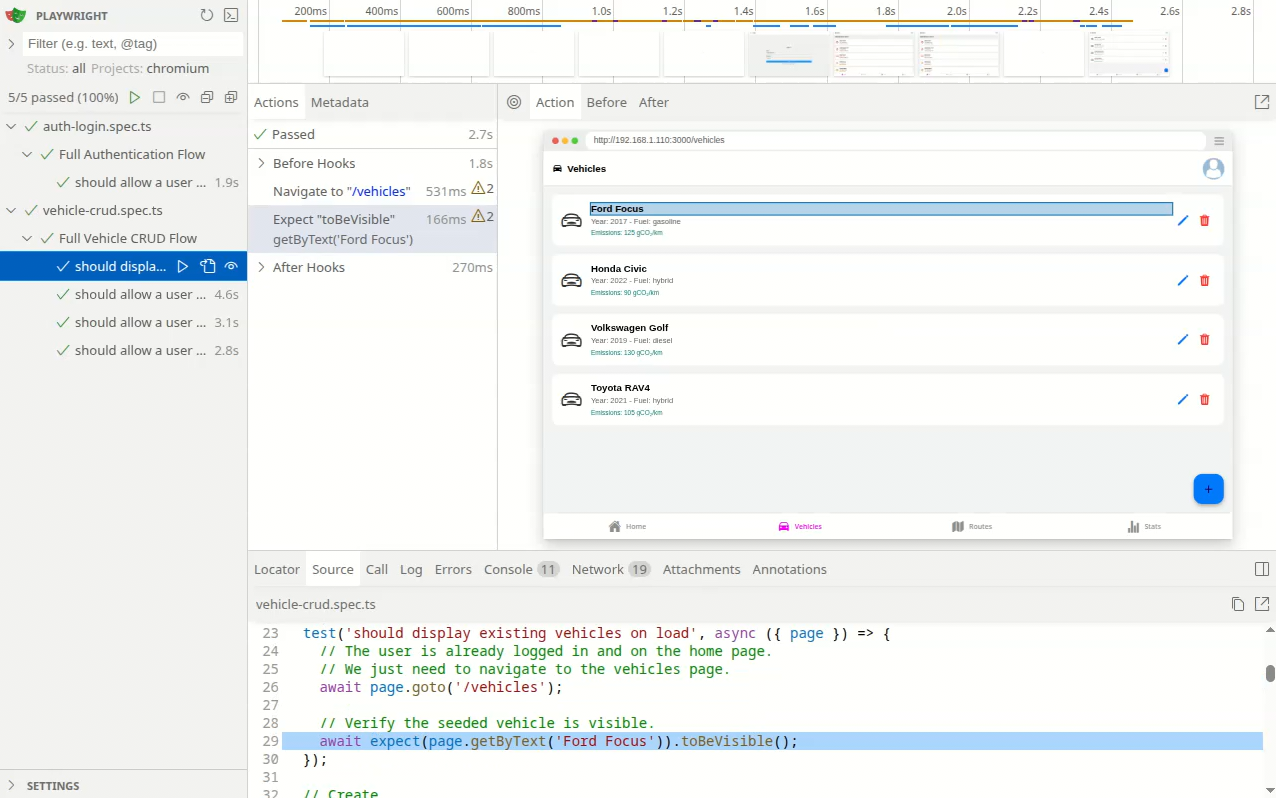 PLAYWRIGHT
Filter (e.g. text, @tag)
Status: all Projects: chromium
5/5 passed (100%)
auth-login.spec.ts
Full Authentication Flow
should allow a user ... 1.9s
vehicle-crud.spec.ts
Full Vehicle CRUD Flow
should displa...
should allow a user ... 4.6s
should allow a user ... 3.1s
should allow a user ... 2.8s
SETTINGS
200ms 400ms 600ms 800ms 1.0s 1.2s 1.4s 1.6s 1.8s 2.0s 2.2s 2.4s 2.6s 2.8s
Actions Metadata
Passed 2.7s
Before Hooks 1.8s
Navigate to "/vehicles" 531ms 2
Expect "toBeVisible" 166ms 2
getByText('Ford Focus')
After Hooks 270ms
Action Before After
http://192.168.1.110:3000/vehicles
Vehicles
Ford Focus
Year: 2017 - Fuel: gasoline
Emissions: 125 gCO₂/km
Honda Civic
Year: 2022 - Fuel: hybrid
Emissions: 90 gCO₂/km
Volkswagen Golf
Year: 2019 - Fuel: diesel
Emissions: 130 gCO₂/km
Toyota RAV4
Year: 2021 - Fuel: hybrid
Emissions: 105 gCO₂/km
+
Home Vehicles Routes Stats
Locator Source Call Log Errors Console 11 Network 19 Attachments Annotations
vehicle-crud.spec.ts
23 test('should display existing vehicles on load', async ({ page }) => {
24 // The user is already logged in and on the home page.
25 // We just need to navigate to the vehicles page.
26 await page.goto('/vehicles');
27
28 // Verify the seeded vehicle is visible.
29 await expect(page.getByText('Ford Focus')).toBeVisible();
30 });
31
32 // Create